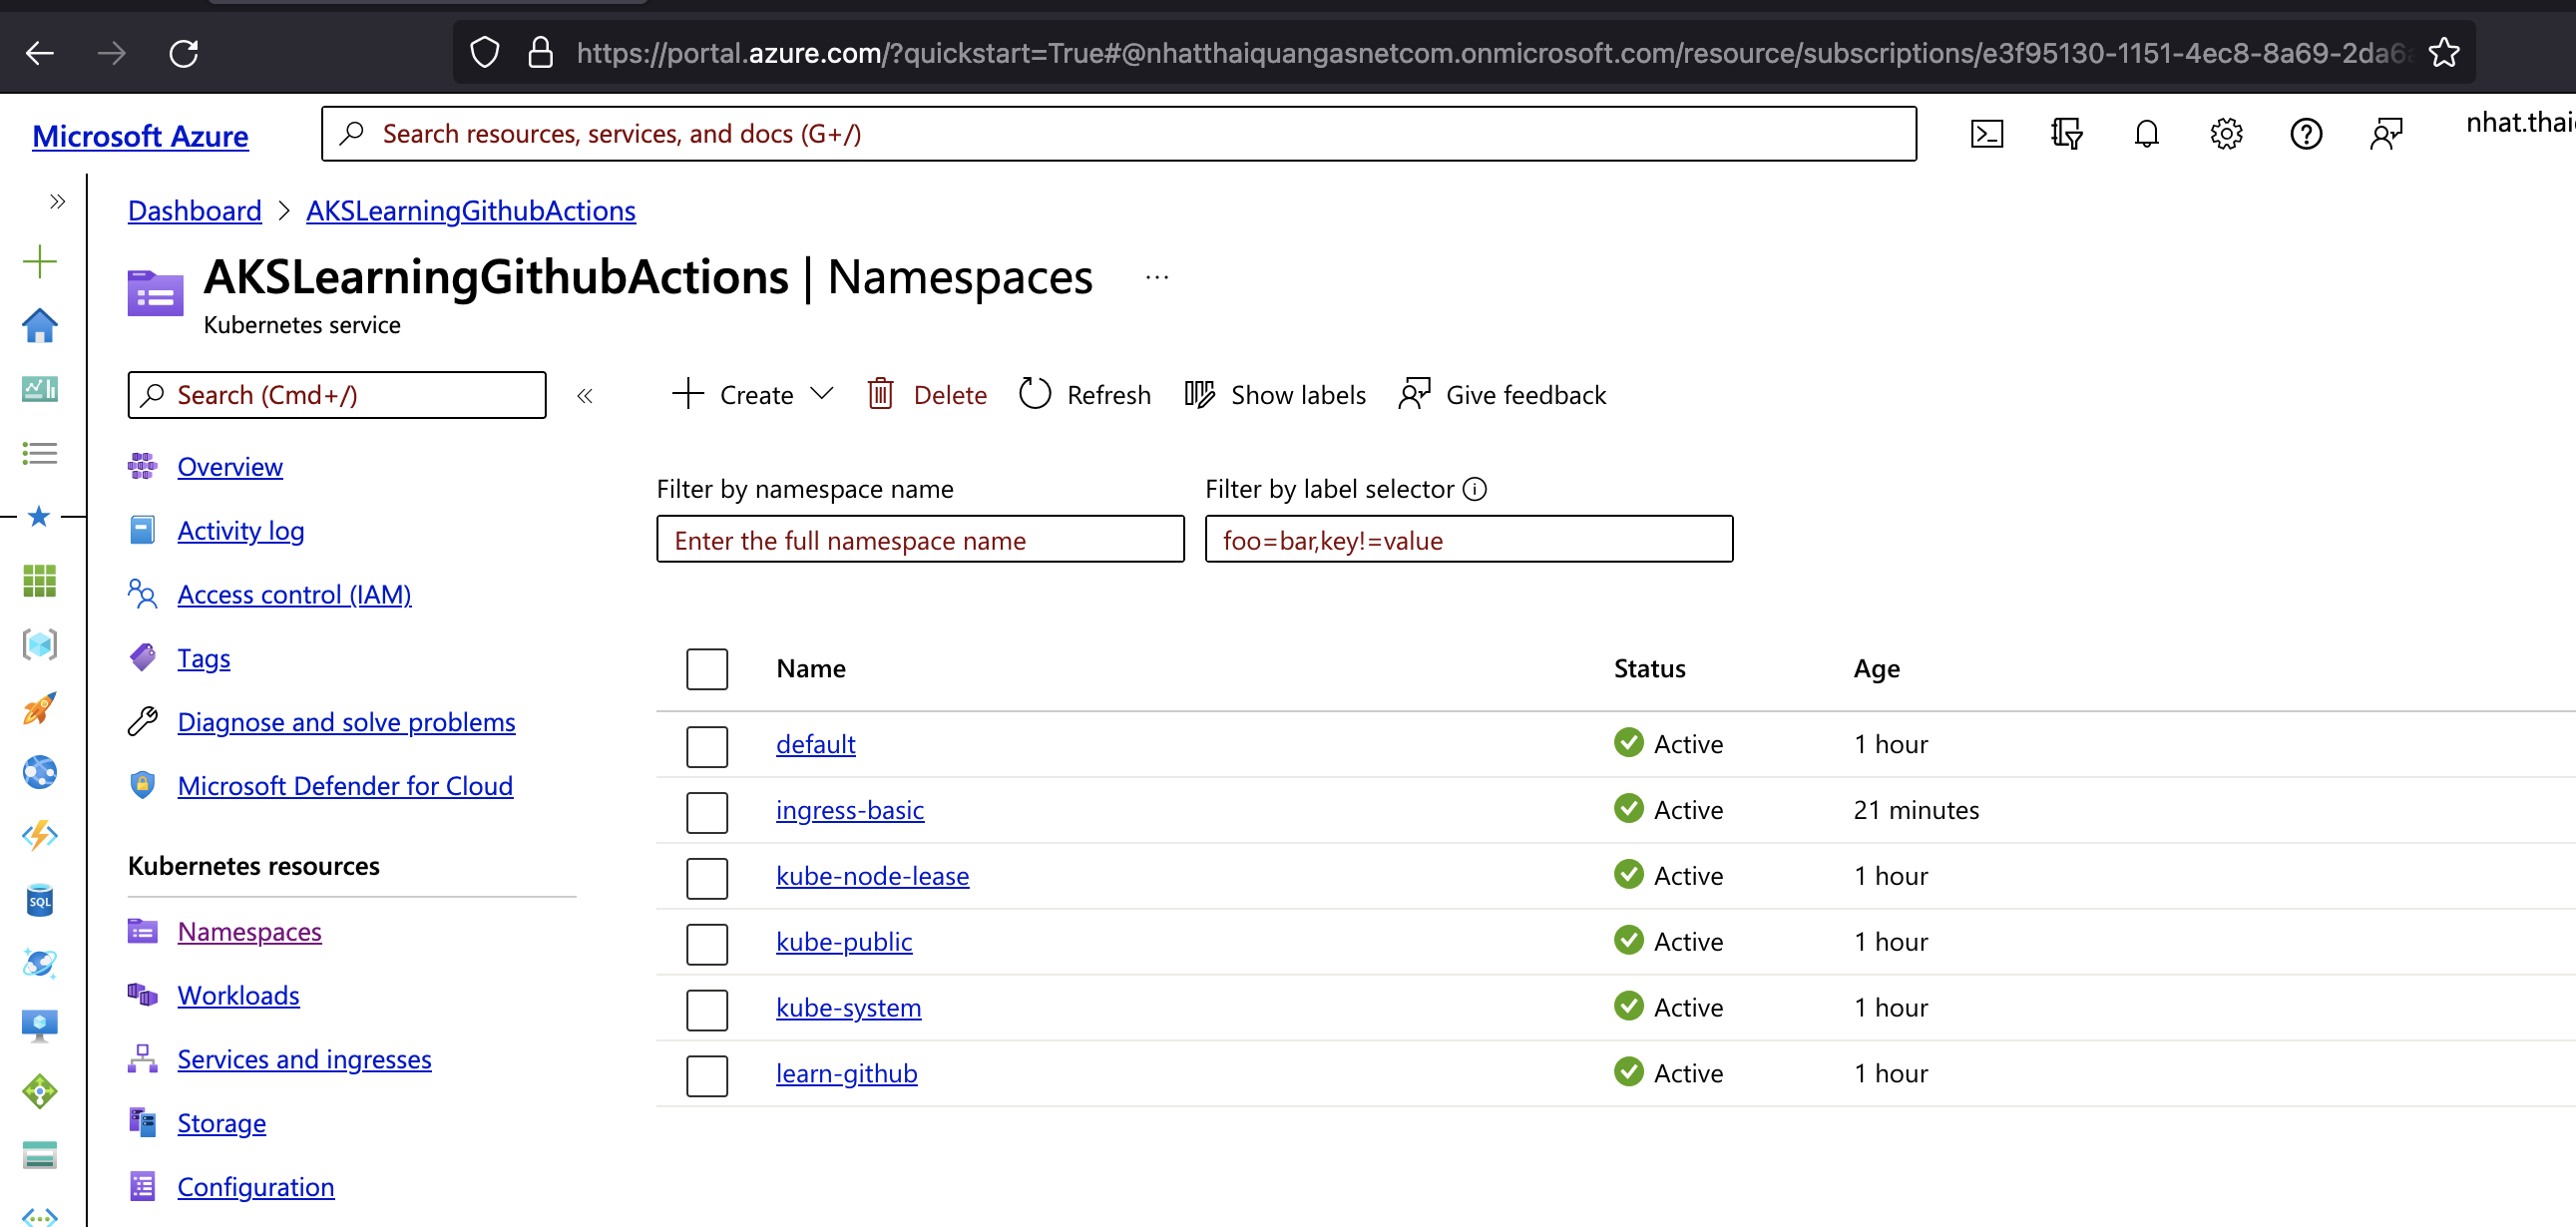 https://portal.azure.com/?quickstart=True#@nhatthaiquangasnetcom.onmicrosoft.com/resource/subscriptions/e3f95130-1151-4ec8-8a69-2da6
Microsoft Azure
Search resources, services, and docs (G+/)
nhat.thai
Dashboard > AKSLearningGithubActions
AKSLearningGithubActions | Namespaces ...
Kubernetes service
Search (Cmd+/)
Create
Delete
Refresh
Show labels
Give feedback
Overview
Activity log
Access control (IAM)
Tags
Diagnose and solve problems
Microsoft Defender for Cloud
Kubernetes resources
Namespaces
Workloads
Services and ingresses
Storage
Configuration
SQL
Filter by namespace name
Enter the full namespace name
Filter by label selector
foo=bar,key!=value
Name Status Age
default Active 1 hour
ingress-basic Active 21 minutes
kube-node-lease Active 1 hour
kube-public Active 1 hour
kube-system Active 1 hour
learn-github Active 1 hour